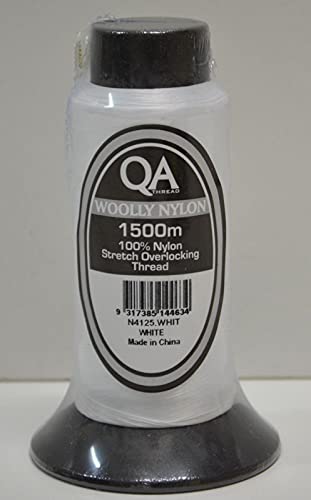 QA
THREAD
WOOLLY NYLON
1500m
100% Nylon
Stretch Overlocking
Thread
9 317385 144634
N4125.WHIT
WHITE
Made in China